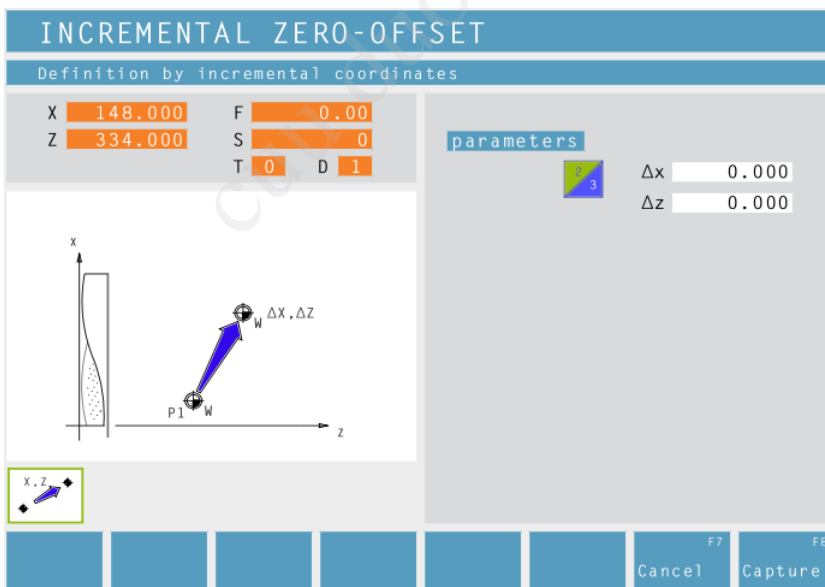 INCREMENTAL ZERO-OFFSET
Definition by incremental coordinates
X 148.000 F 0.00
Z 334.000 S 0
T 0 D 1
parameters
2 3 Δx 0.000
Δz 0.000
X
W ΔX,ΔZ
P1 W
Z
X,Z
F7 F8
Cancel Capture